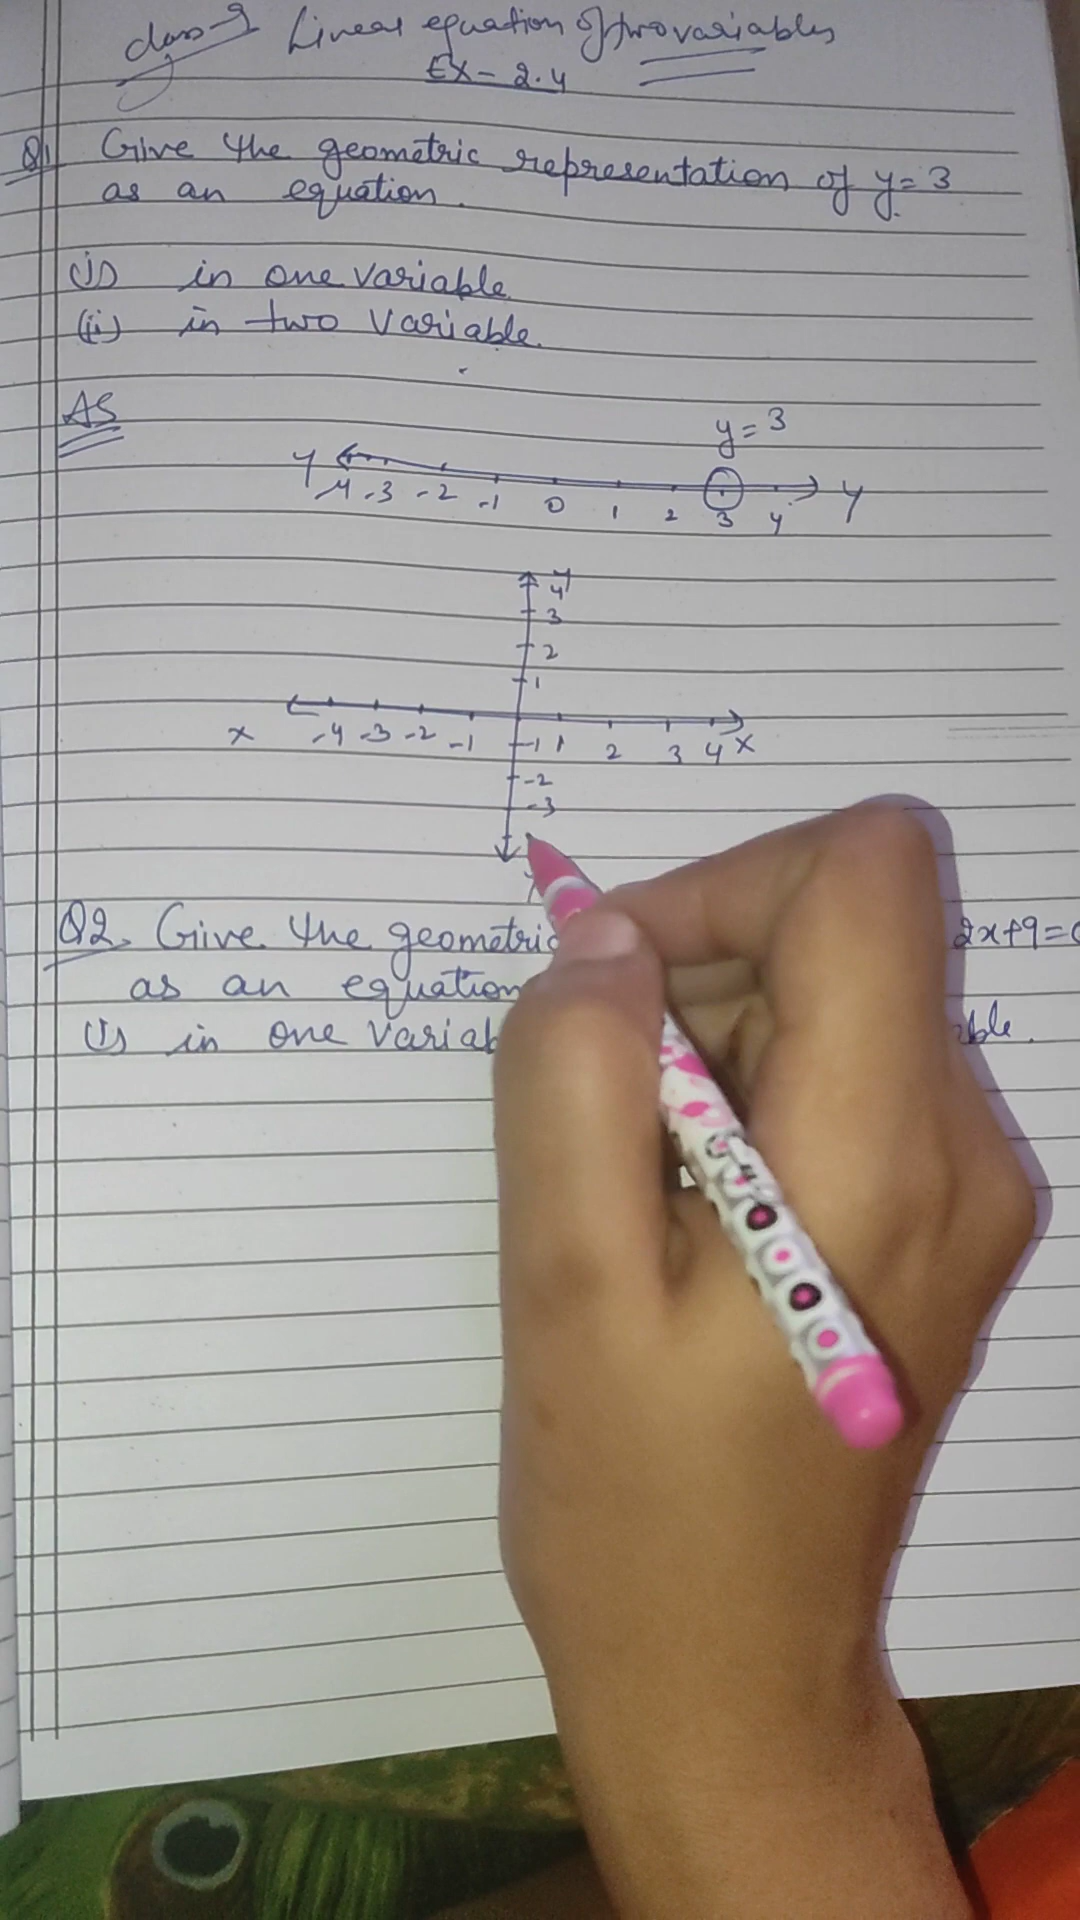 class-9 Linear equation of two variables
EX-2.4
Q1 Give the geometric representation of y=3
as an equation.
(i) in one variable
(ii) in two variable.
AS
y=3
Y -4 -3 -2 -1 0 1 2 3 4 Y
y
4
3
2
1
x -4 -3 -2 -1 1 2 3 4 x
-1
-2
-3
Q2. Give the geometric 2x+9=
as an equation
(i) in one